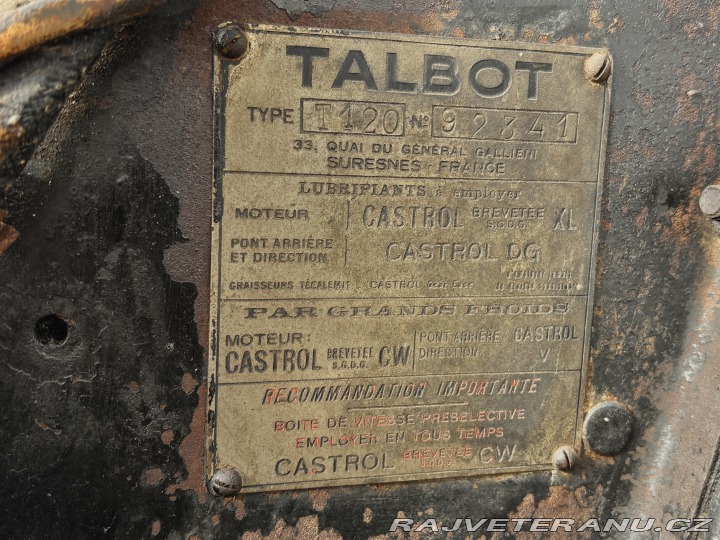 TALBOT
TYPE T120 No 92341
33, QUAI DU GÉNÉRAL GALLIENI
SURESNES - FRANCE
LUBRIFIANTS à employer
MOTEUR } CASTROL BREVETÉE S.G.D.G. XL
PONT ARRIÈRE ET DIRECTION } CASTROL DG
GRAISSEURS TÉCALEMIT : CASTROL
PAR GRANDS FROIDS
MOTEUR: CASTROL BREVETÉE S.G.D.G. CW
PONT ARRIÈRE DIRECTION CASTROL V
RECOMMANDATION IMPORTANTE
BOITE DE VITESSE PRÉSÉLECTIVE
EMPLOYER EN TOUS TEMPS
CASTROL BREVETÉE S.G.D.G. CW
RAJVETERANU.CZ